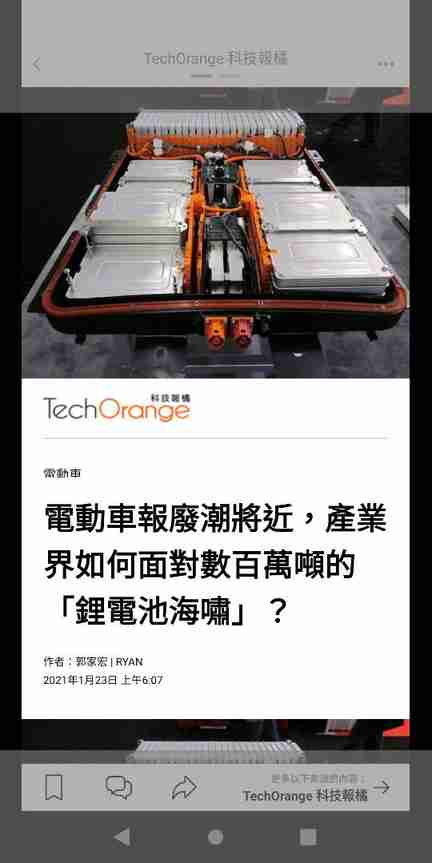 TechOrange 科技報橘
科技報橘
TechOrange
電動車
電動車報廢潮將近，產業
界如何面對數百萬噸的
「鋰電池海嘯」？
作者：郭家宏 | RYAN
2021年1月23日 上午6:07
更多以下來源的內容：
TechOrange 科技報橘